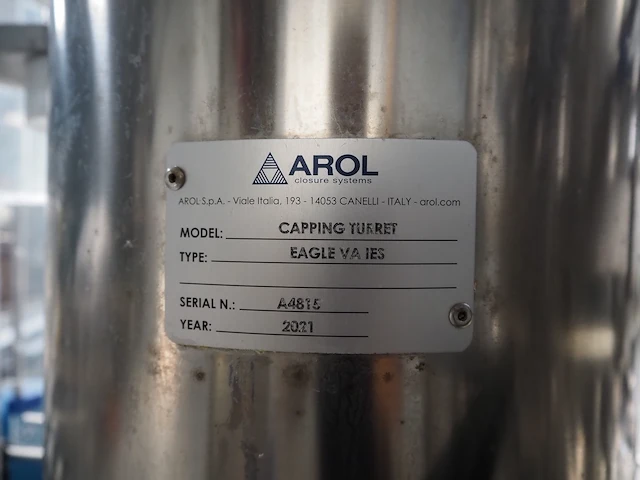 AROL
closure systems
AROL S.p.A. - Viale Italia, 193 - 14053 CANELLI - ITALY - arol.com
MODEL: CAPPING TURRET
TYPE: EAGLE VA IES
SERIAL N.: A4815
YEAR: 2021